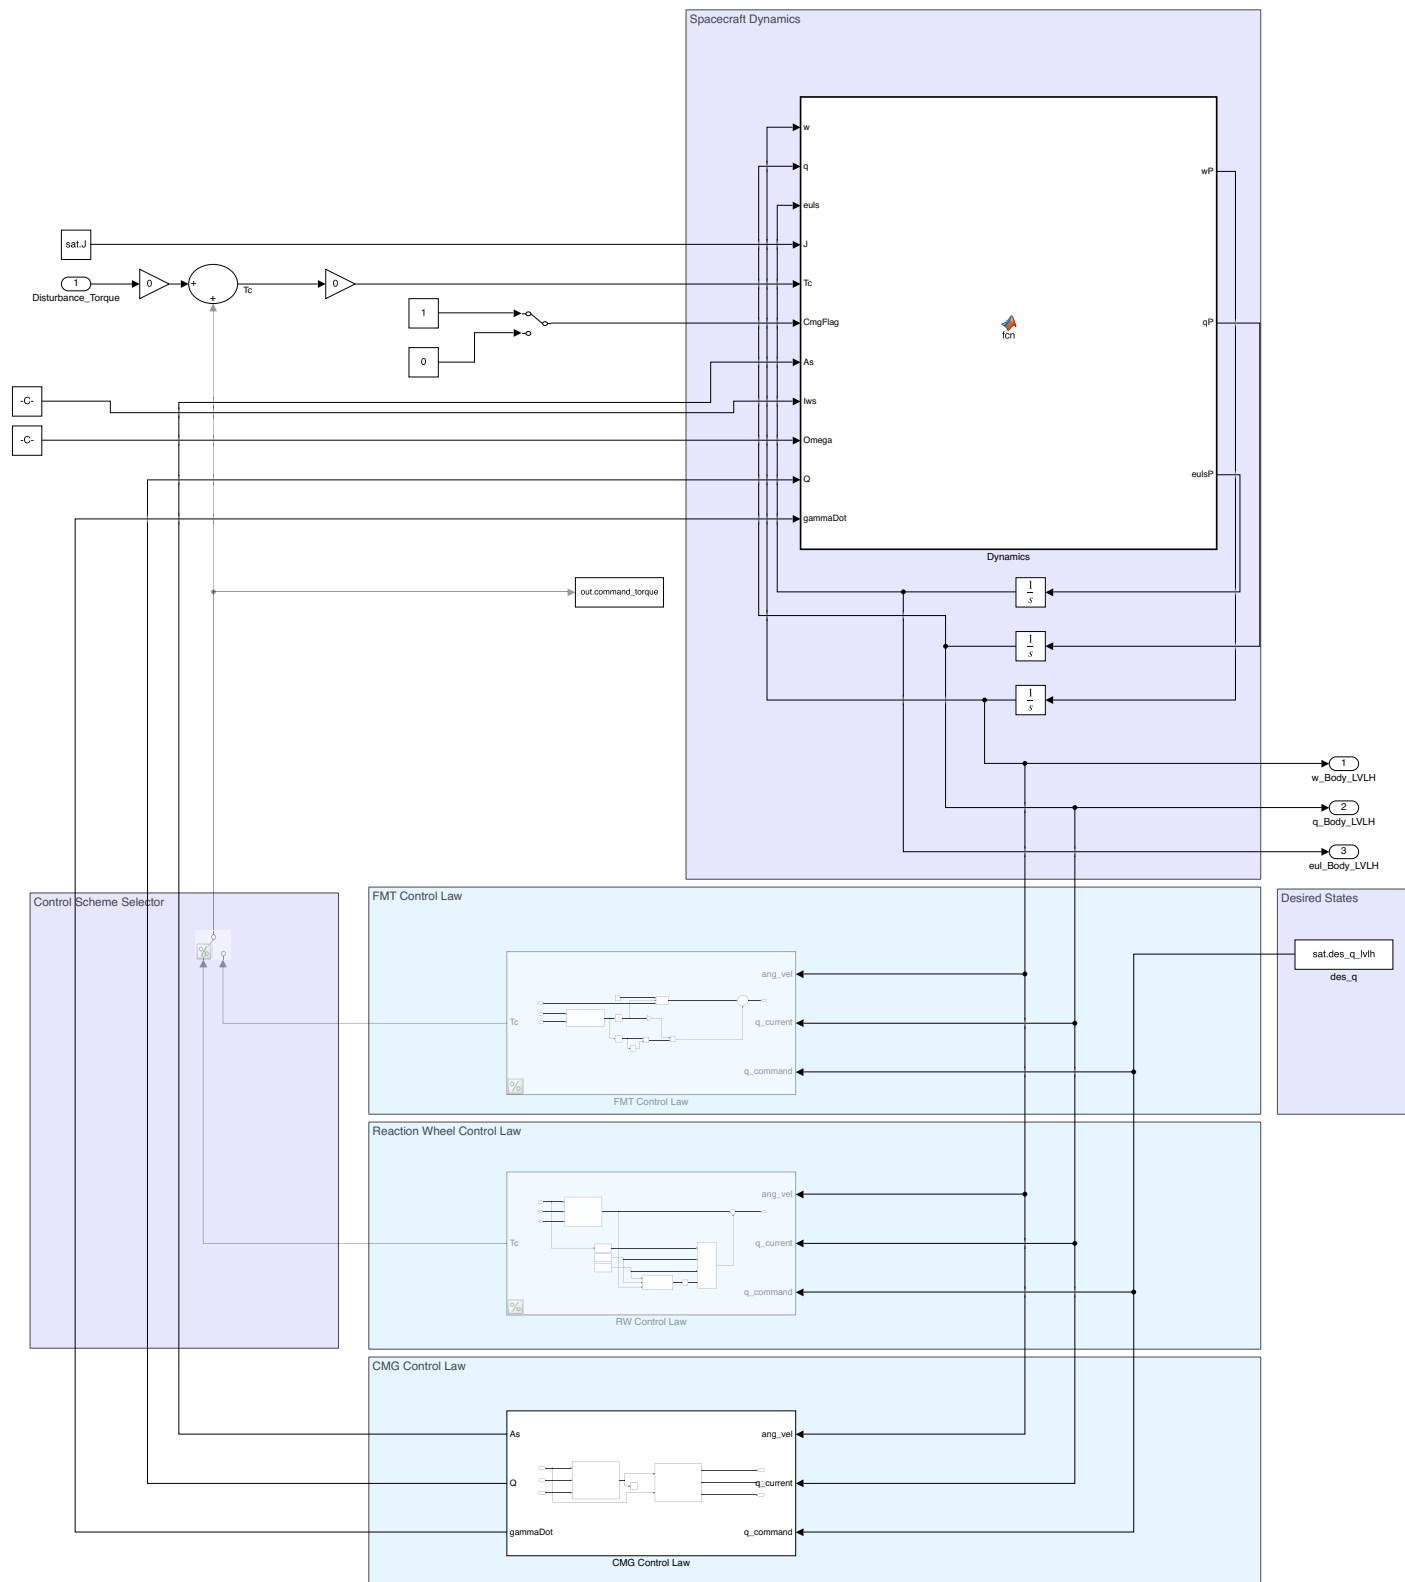 Spacecraft Dynamics
w
q
euls
J
Tc
CmgFlag
As
Iws
Omega
Q
gammaDot
wP
qP
eulsP
fcn
Dynamics
sat.J
1
Disturbance_Torque
0
+
+
Tc
0
1
0
-C-
-C-
out.command_torque
1
s
1
s
1
s
1
w_Body_LVLH
2
q_Body_LVLH
3
eul_Body_LVLH
Control Scheme Selector
%
FMT Control Law
Tc
ang_vel
q_current
q_command
%
FMT Control Law
Desired States
sat.des_q_lvlh
des_q
Reaction Wheel Control Law
Tc
ang_vel
q_current
q_command
%
RW Control Law
CMG Control Law
As
Q
gammaDot
ang_vel
q_current
q_command
CMG Control Law